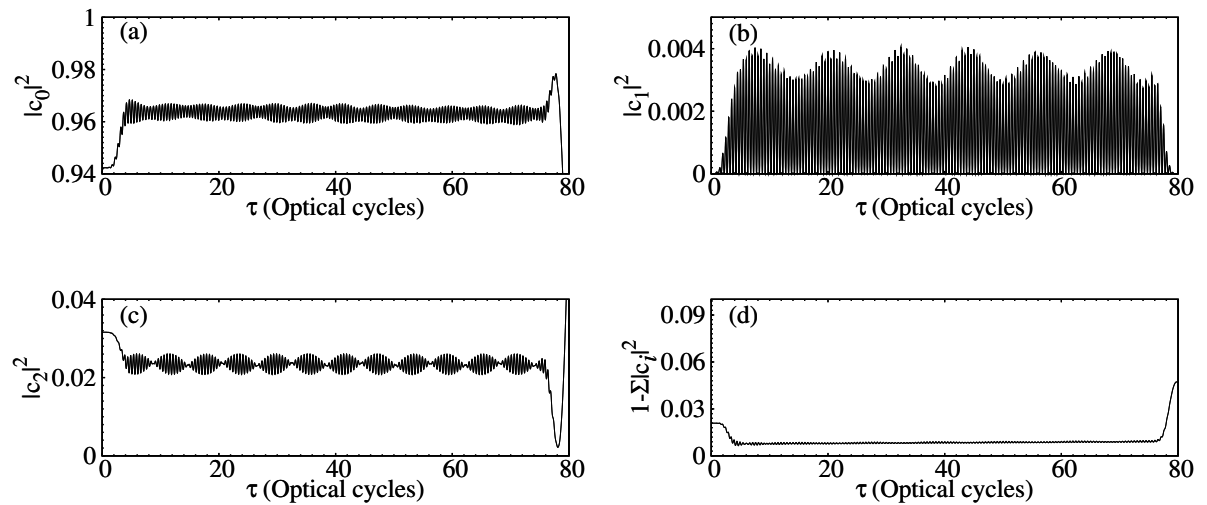 (a)
|c₀|²
1
0.98
0.96
0.94
0 20 40 60 80
τ (Optical cycles)
(b)
|c₁|²
0.004
0.002
0
0 20 40 60 80
τ (Optical cycles)
(c)
|c₂|²
0.04
0.02
0
0 20 40 60 80
τ (Optical cycles)
(d)
1-Σ|cᵢ|²
0.09
0.06
0.03
0
0 20 40 60 80
τ (Optical cycles)